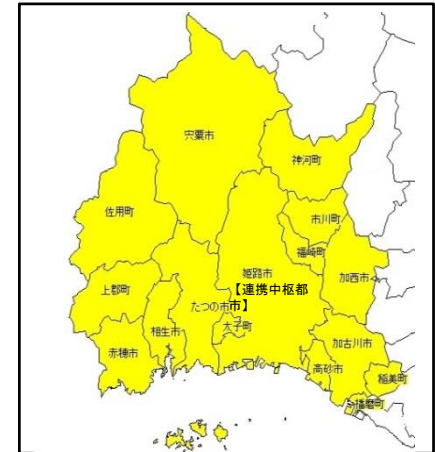 宍粟市
神河町
佐用町
市川町
福崎町
姫路市
加西市
【連携中枢都
市】
上郡町
たつの市
相生市
太子町
赤穂市
加古川市
高砂市
稲美町
播磨町